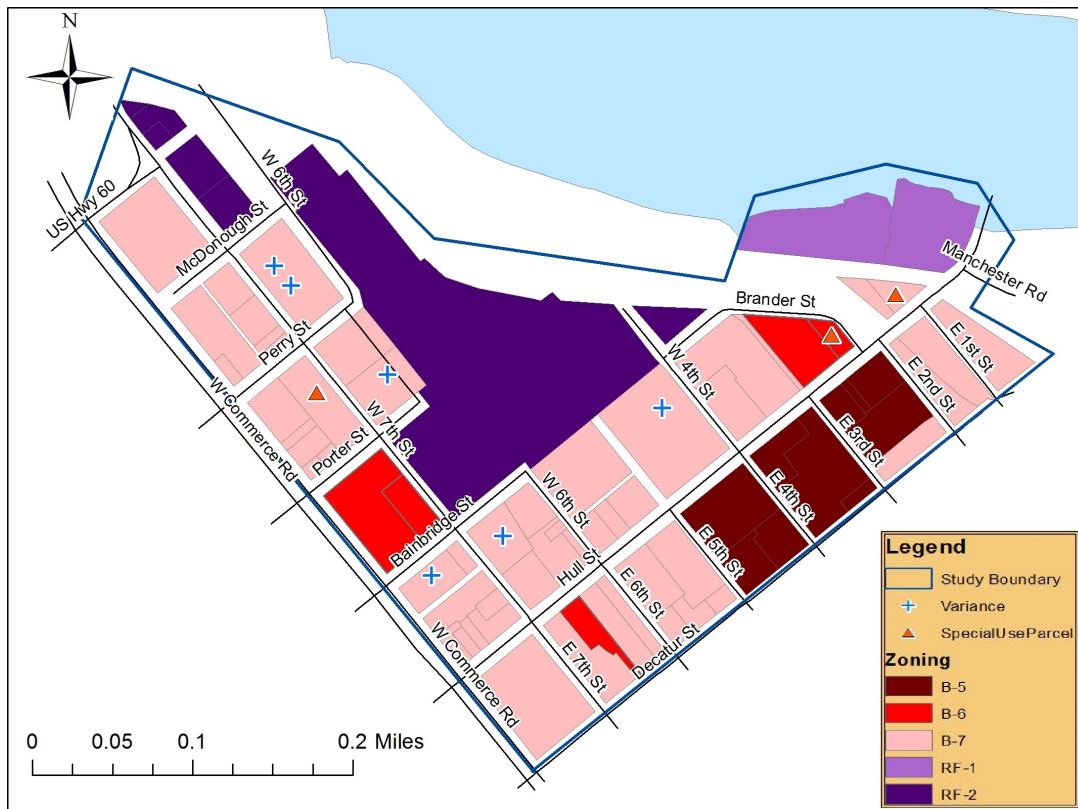 N
US Hwy 60
W 6th St
McDonough St
Perry St
W Commerce Rd
Porter St
W 7th St
Bainbridge St
W 6th St
Hull St
W 4th St
Brander St
Manchester Rd
E 1st St
E 2nd St
E 3rd St
E 4th St
E 5th St
E 6th St
Decatur St
E 7th St
W Commerce Rd
0 0.05 0.1 0.2 Miles
Legend
Study Boundary
Variance
SpecialUseParcel
Zoning
B-5
B-6
B-7
RF-1
RF-2